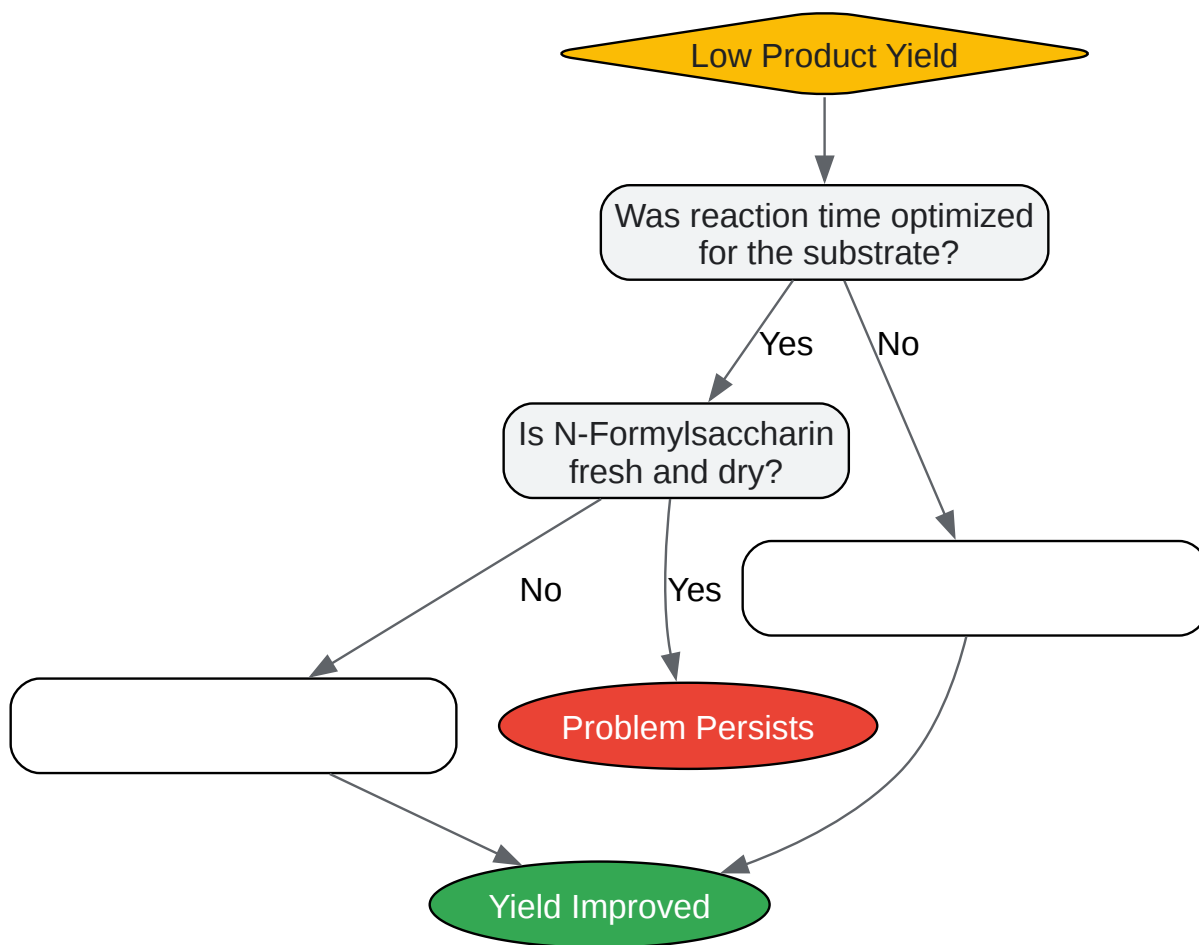 Low Product Yield
Was reaction time optimized
for the substrate?
Yes
No
Is N-Formylsaccharin
fresh and dry?
No
Yes
Problem Persists
Yield Improved